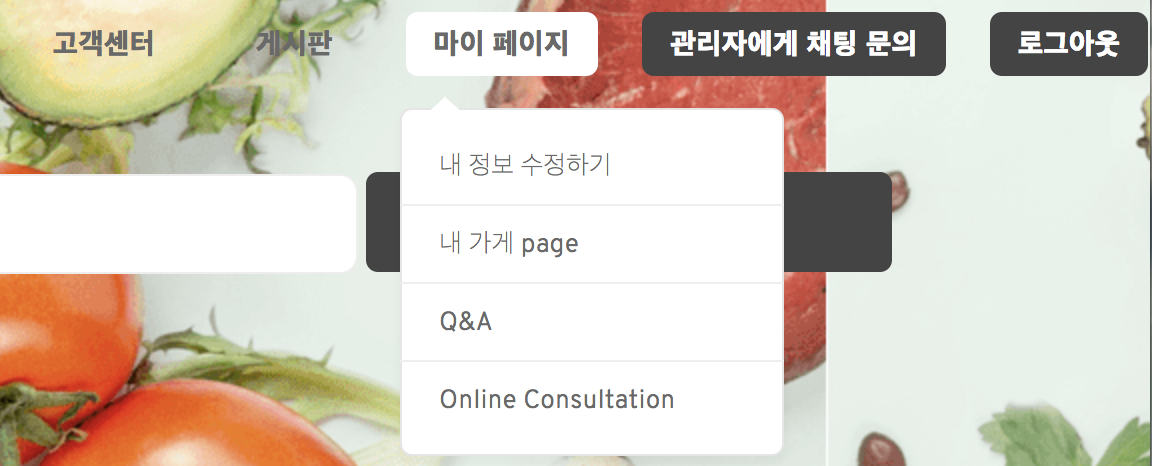 고객센터 게시판 마이 페이지 관리자에게 채팅 문의 로그아웃
내 정보 수정하기
내 가게 page
Q&A
Online Consultation